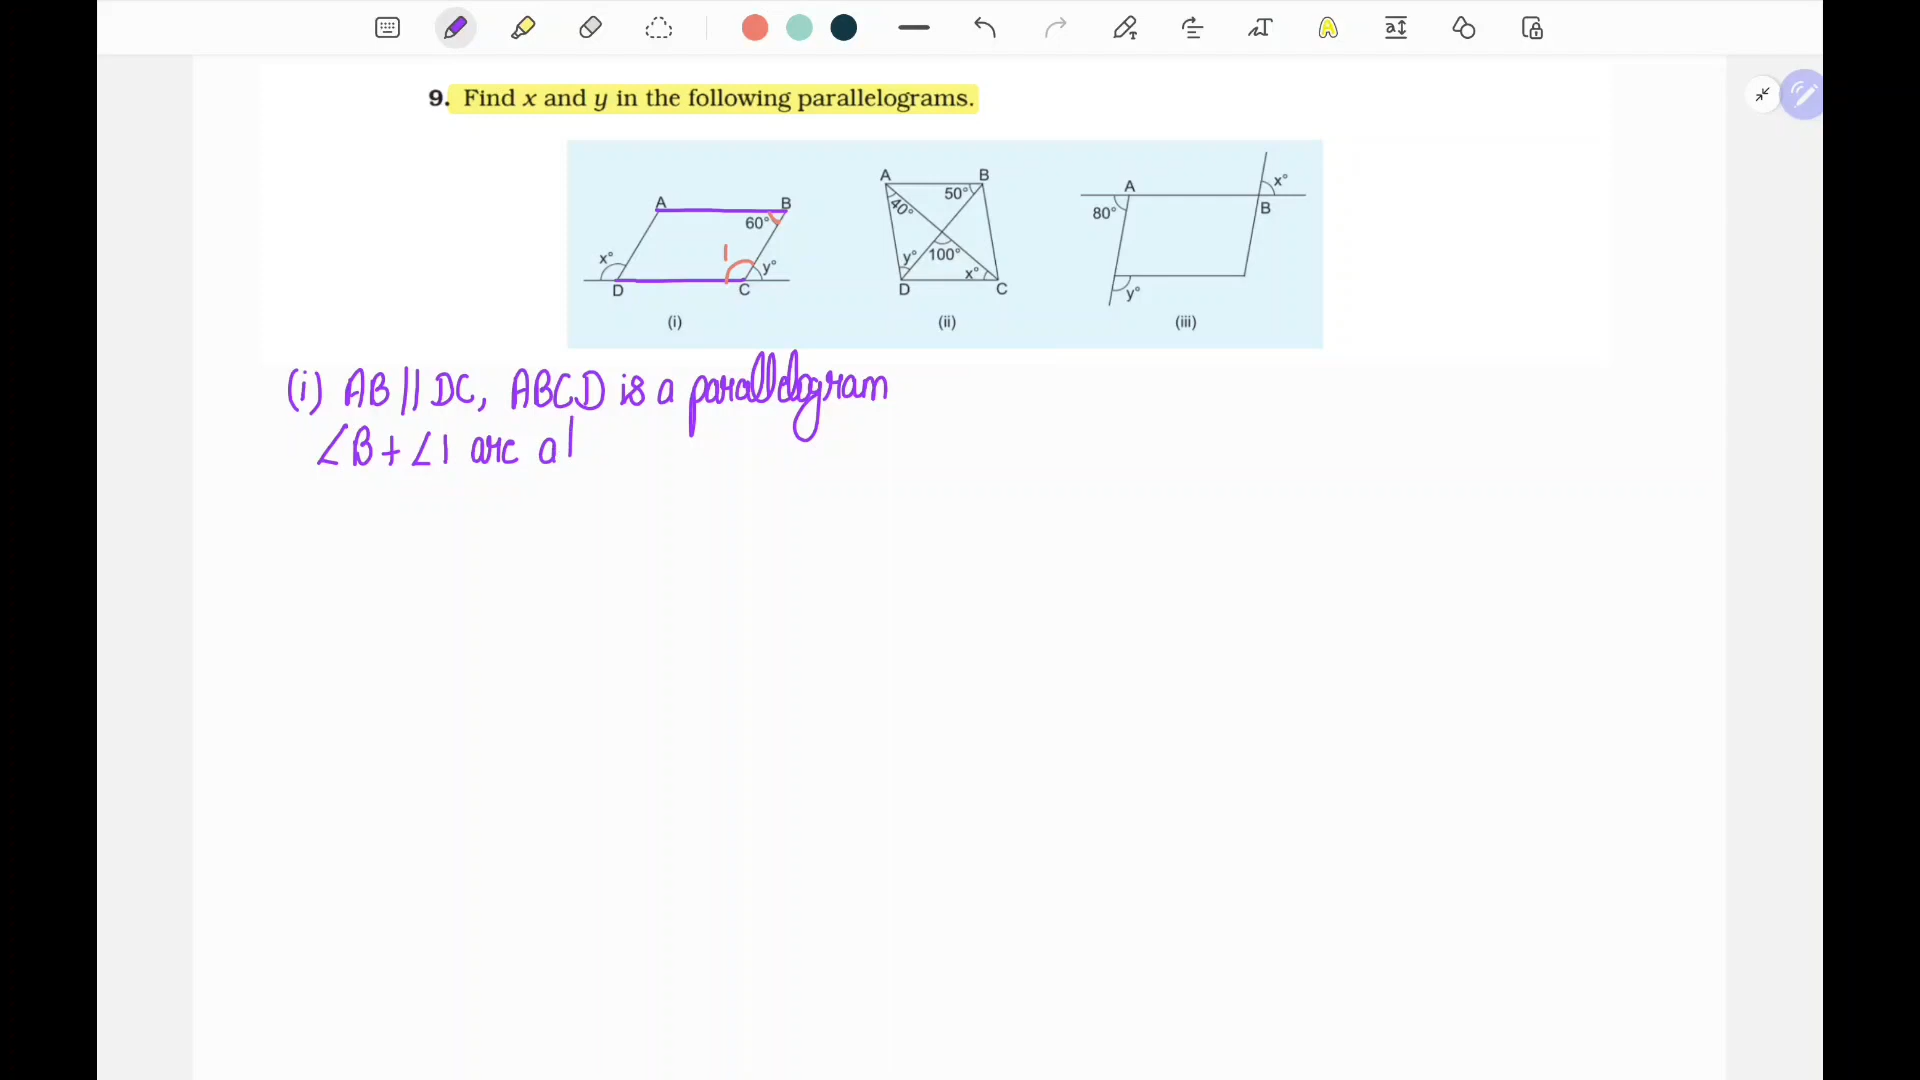 9. Find x and y in the following parallelograms.
A B 60° 1 x° y° D C
(i)
A B 50° 40° 100° y° x° D C
(ii)
A x° 80° B y°
(iii)
(i) AB || DC, ABCD is a parallelogram
∠B + ∠1 are al